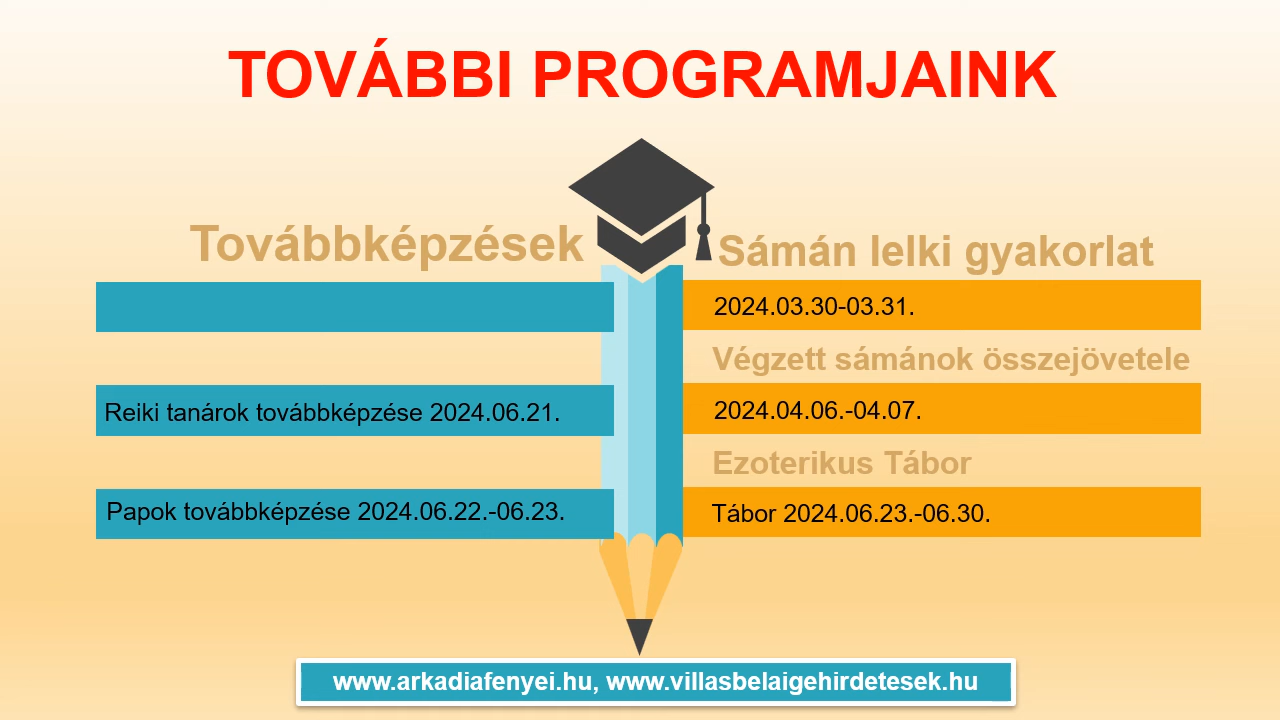 TOVÁBBI PROGRAMJAINK
Továbbképzések
Reiki tanárok továbbképzése 2024.06.21.
Papok továbbképzése 2024.06.22.-06.23.
Sámán lelki gyakorlat
2024.03.30-03.31.
Végzett sámánok összejövetele
2024.04.06.-04.07.
Ezoterikus Tábor
Tábor 2024.06.23.-06.30.
www.arkadiafenyei.hu, www.villasbelaigehirdetesek.hu